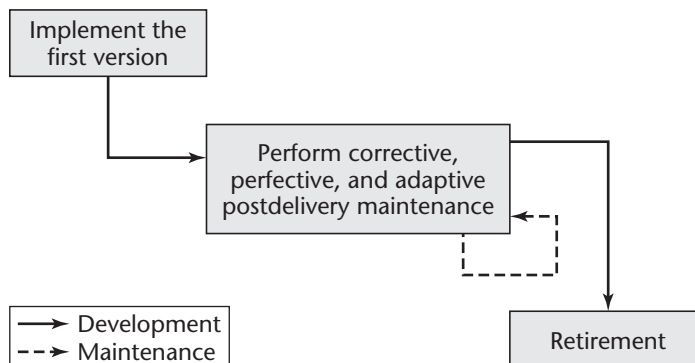 Implement the
first version
Perform corrective,
perfective, and adaptive
postdelivery maintenance
Development
Maintenance
Retirement